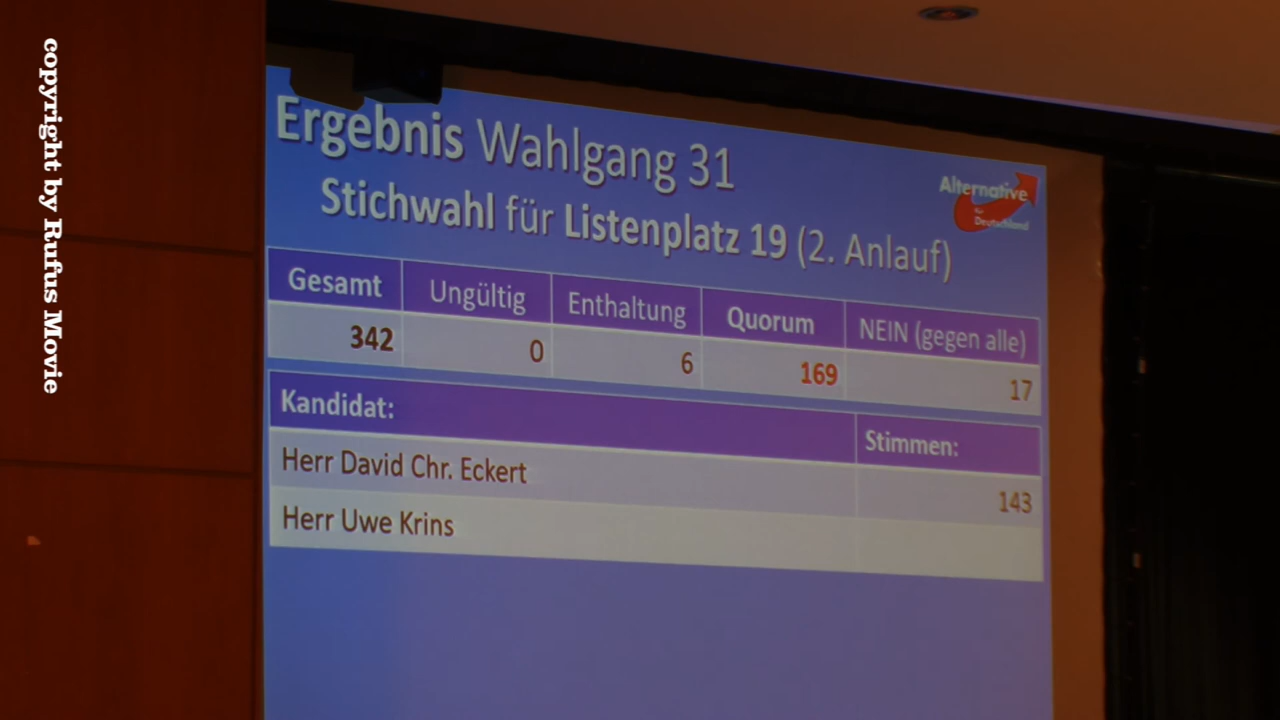 copyright by Rufus Movie
Ergebnis Wahlgang 31
Stichwahl für Listenplatz 19 (2. Anlauf)
Alternative
für
Deutschland
Gesamt Ungültig Enthaltung Quorum NEIN (gegen alle)
342 0 6 169 17
Kandidat: Stimmen:
Herr David Chr. Eckert 143
Herr Uwe Krins